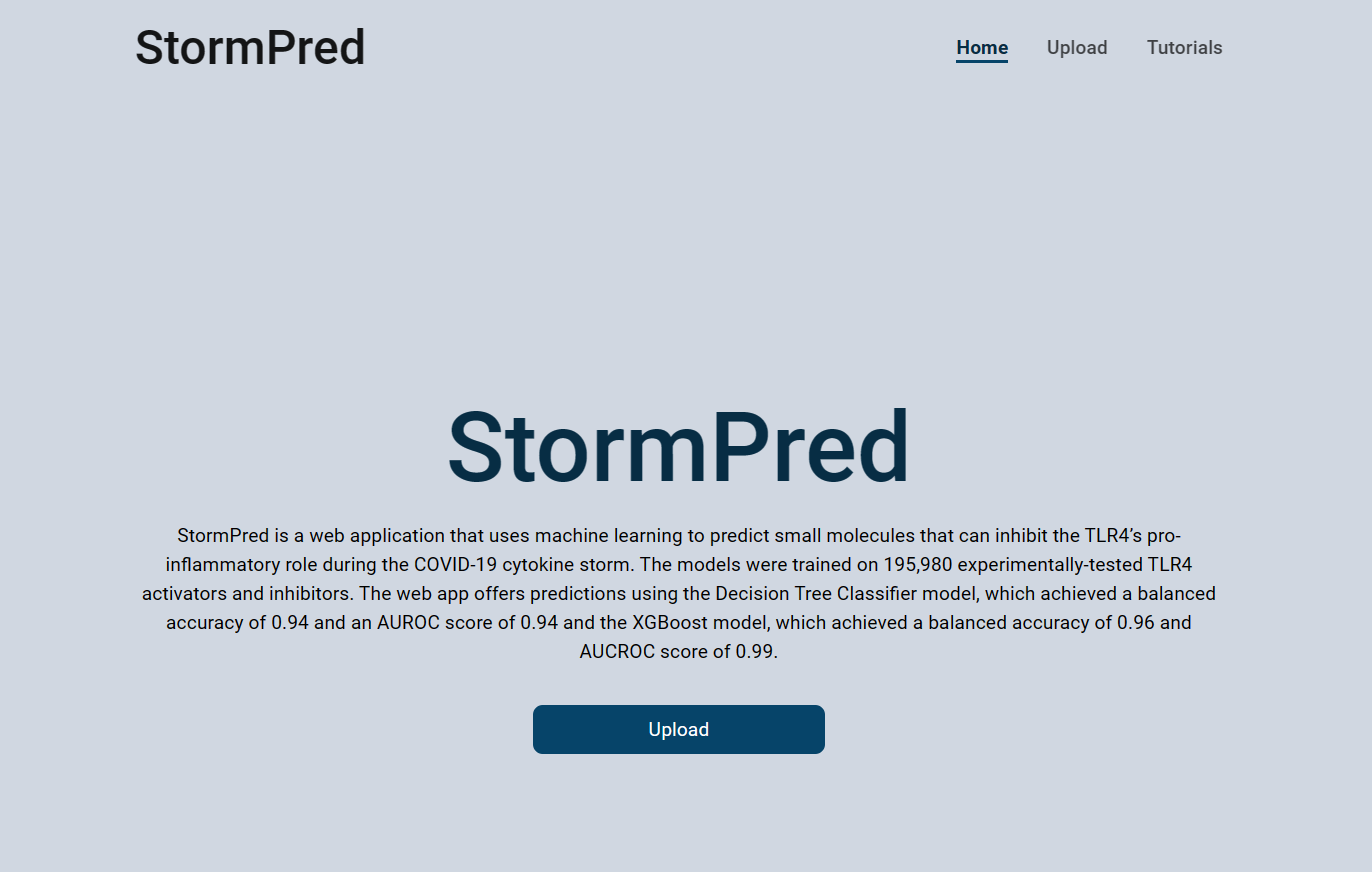 StormPred
Home Upload Tutorials
StormPred
StormPred is a web application that uses machine learning to predict small molecules that can inhibit the TLR4’s pro-
inflammatory role during the COVID-19 cytokine storm. The models were trained on 195,980 experimentally-tested TLR4
activators and inhibitors. The web app offers predictions using the Decision Tree Classifier model, which achieved a balanced
accuracy of 0.94 and an AUROC score of 0.94 and the XGBoost model, which achieved a balanced accuracy of 0.96 and
AUCROC score of 0.99.
Upload